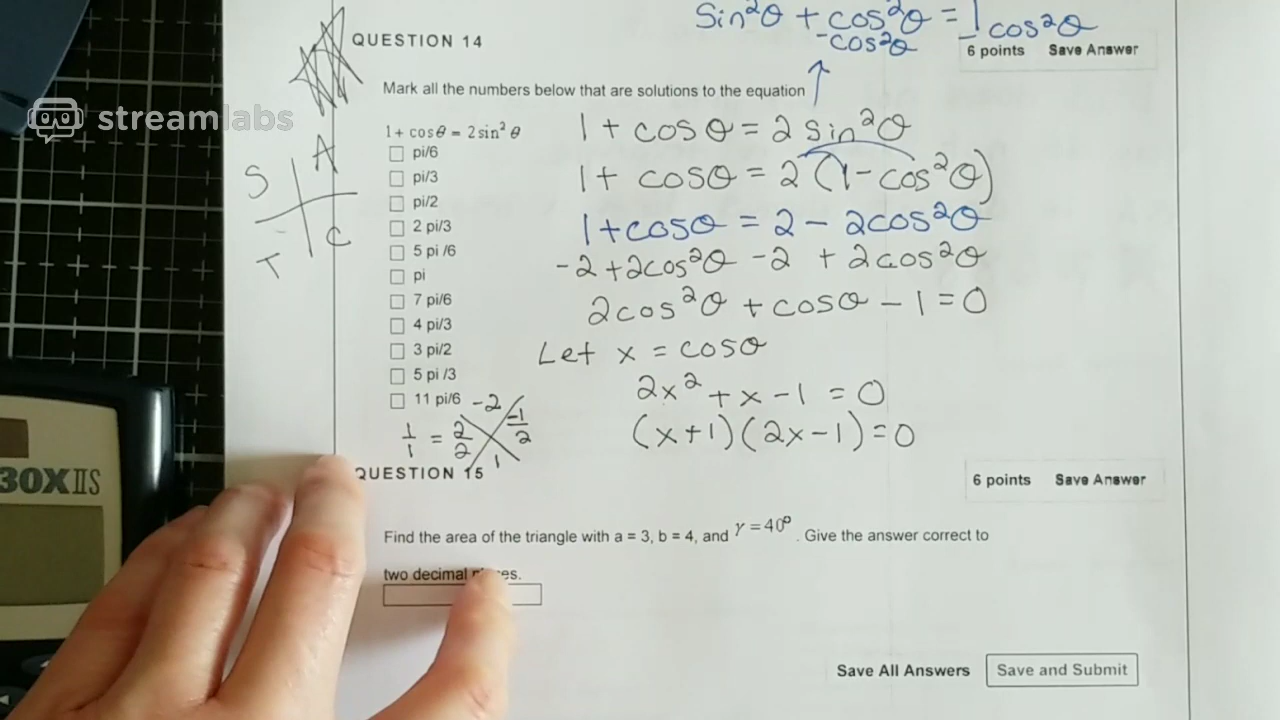 sin²θ + cos²θ = 1
-cos²θ - cos²θ
QUESTION 14
6 points Save Answer
Mark all the numbers below that are solutions to the equation
streamlabs
1 + cosθ = 2 sin² θ
pi/6
pi/3
pi/2
2 pi/3
5 pi /6
pi
7 pi/6
4 pi/3
3 pi/2
5 pi /3
11 pi/6
S A
T C
1 + cosθ = 2 sin²θ
1 + cosθ = 2(1 - cos²θ)
1 + cosθ = 2 - 2cos²θ
-2 + 2cos²θ -2 + 2cos²θ
2cos²θ + cosθ - 1 = 0
Let x = cosθ
2x² + x - 1 = 0
(x+1)(2x-1) = 0
-2
1/1 = 2/2 -1/2
1
QUESTION 15
6 points Save Answer
Find the area of the triangle with a = 3, b = 4, and γ = 40° . Give the answer correct to
two decimal
Save All Answers Save and Submit
30X IIS